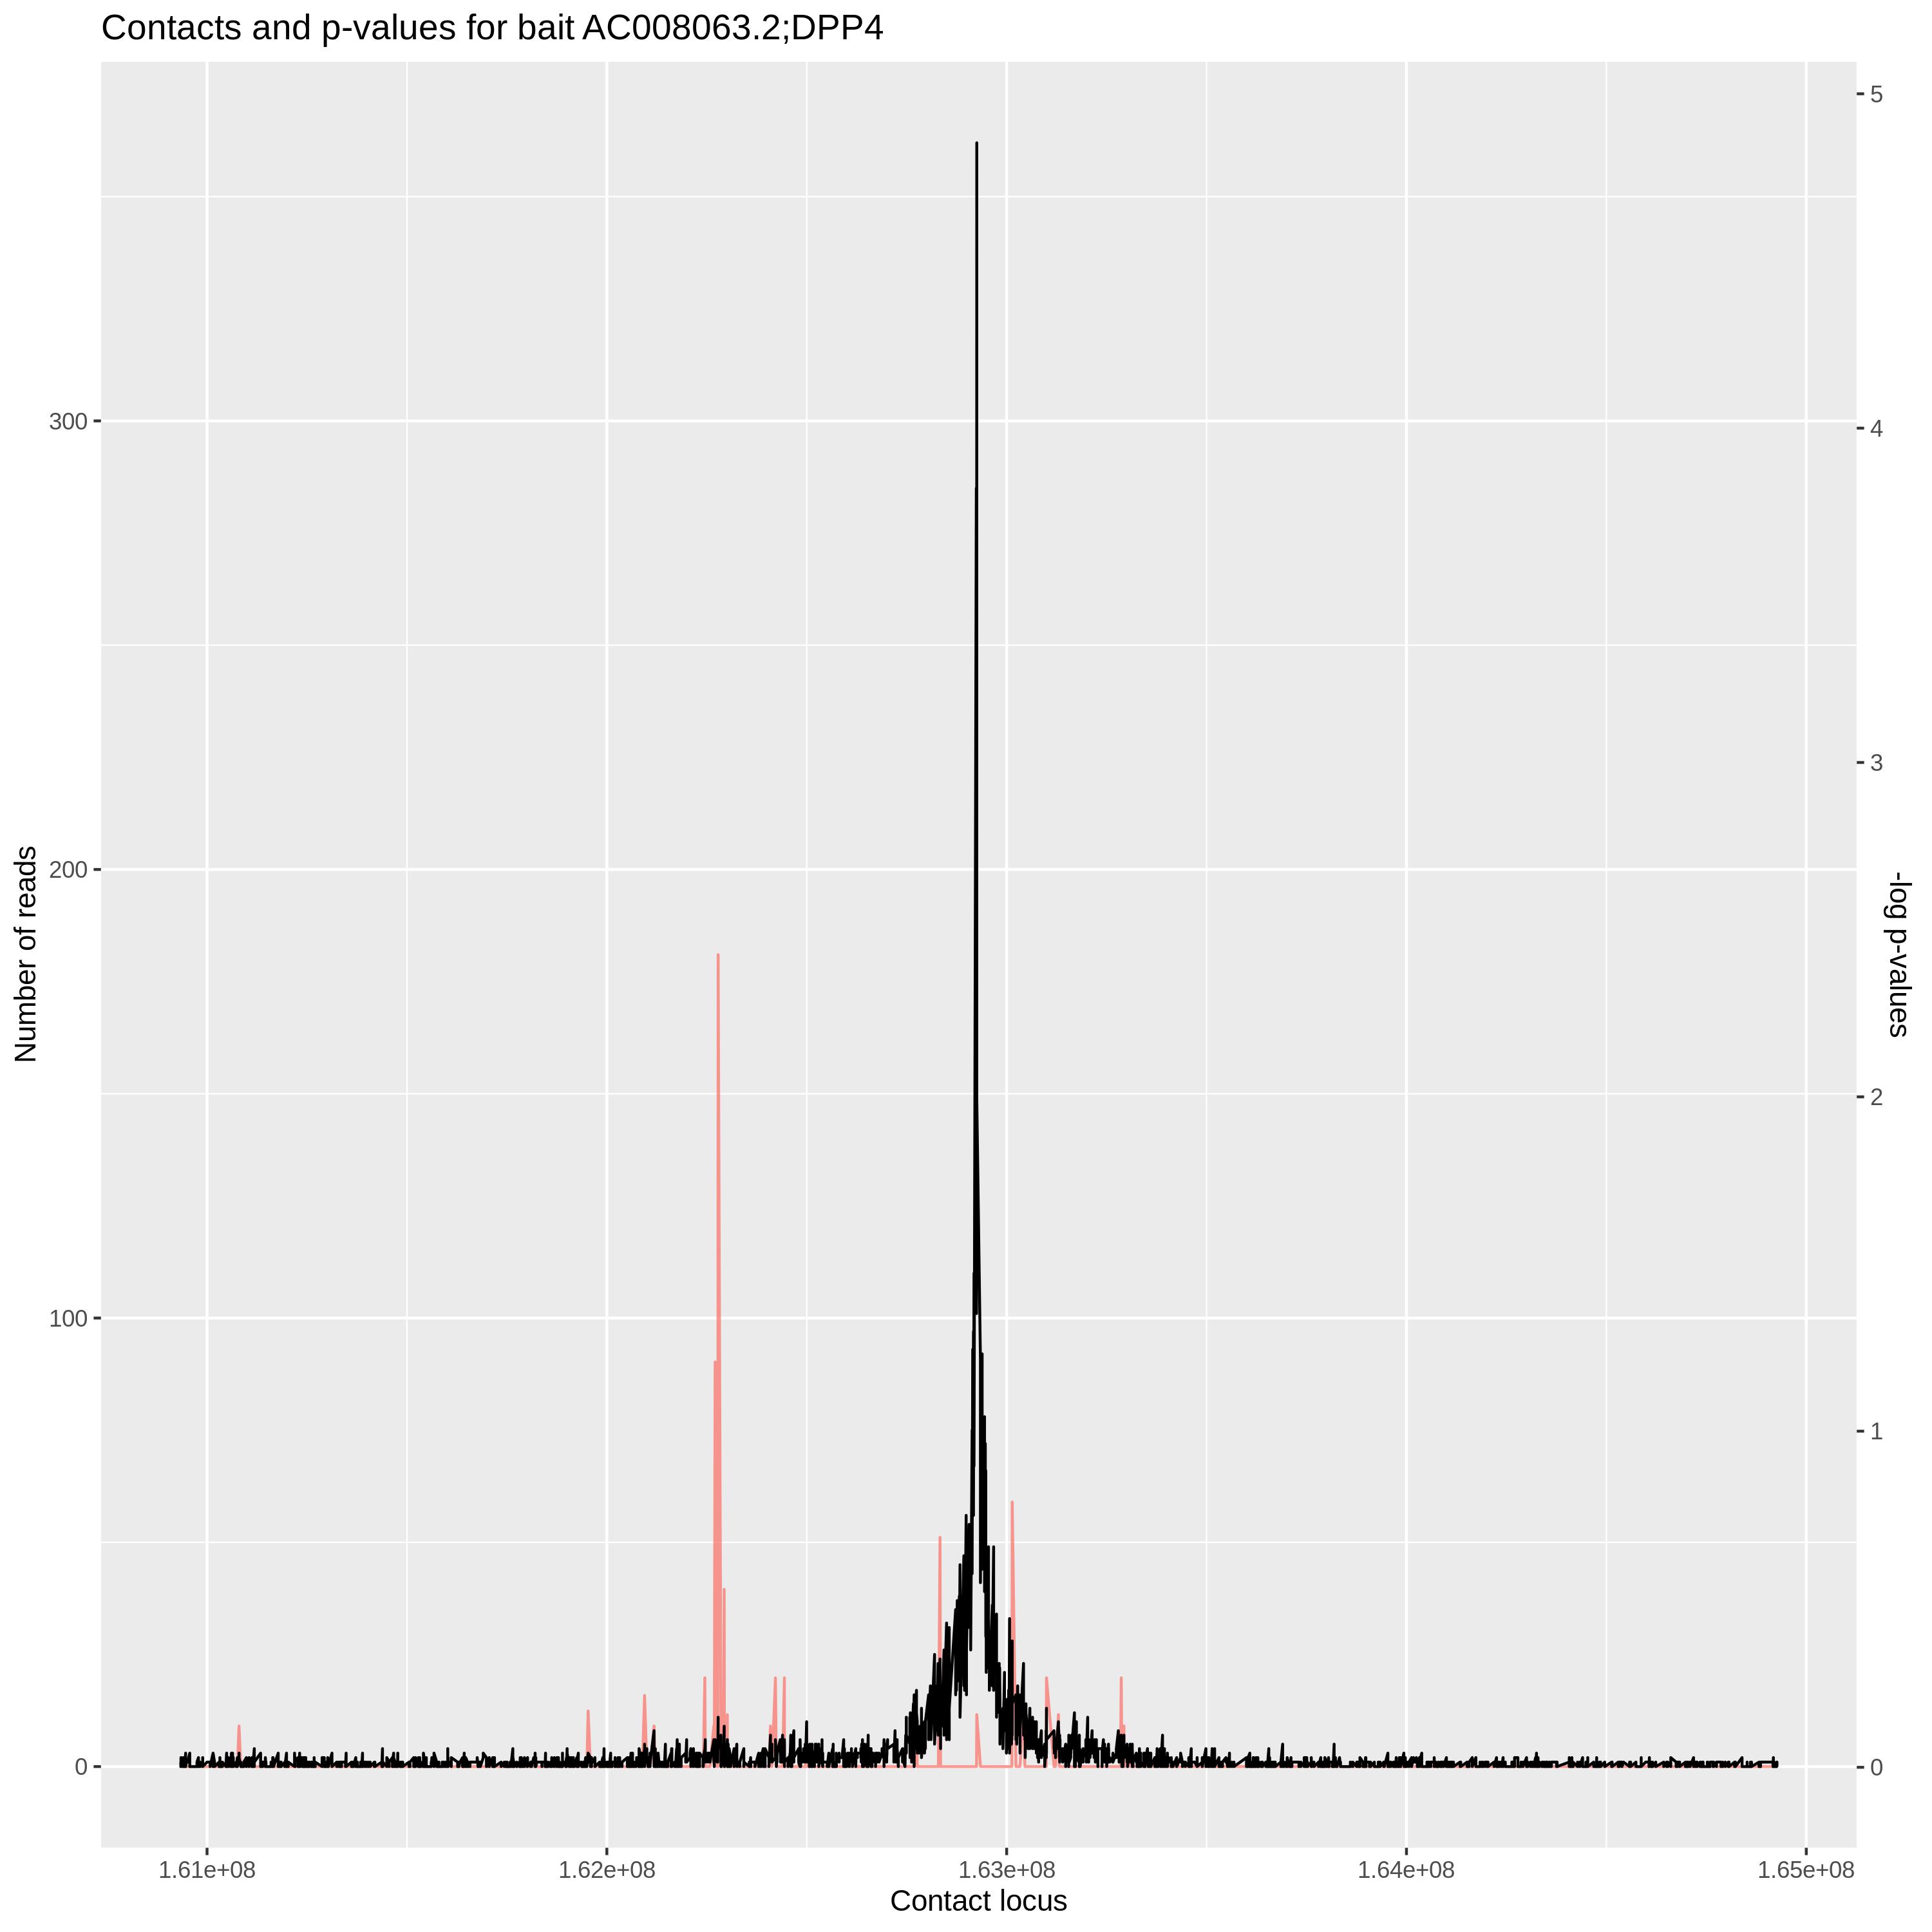 Contacts and p-values for bait AC008063.2;DPP4
5
300
4
3
200
Number of reads
-log p-values
2
100
1
0
0
1.61e+08
1.62e+08
1.63e+08
1.64e+08
1.65e+08
Contact locus